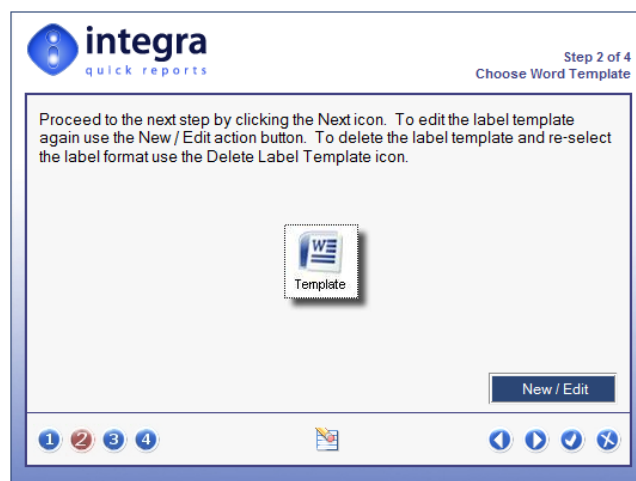 integra
quick reports
Step 2 of 4
Choose Word Template
Proceed to the next step by clicking the Next icon. To edit the label template
again use the New / Edit action button. To delete the label template and re-select
the label format use the Delete Label Template icon.
W
Template
New / Edit
1 2 3 4